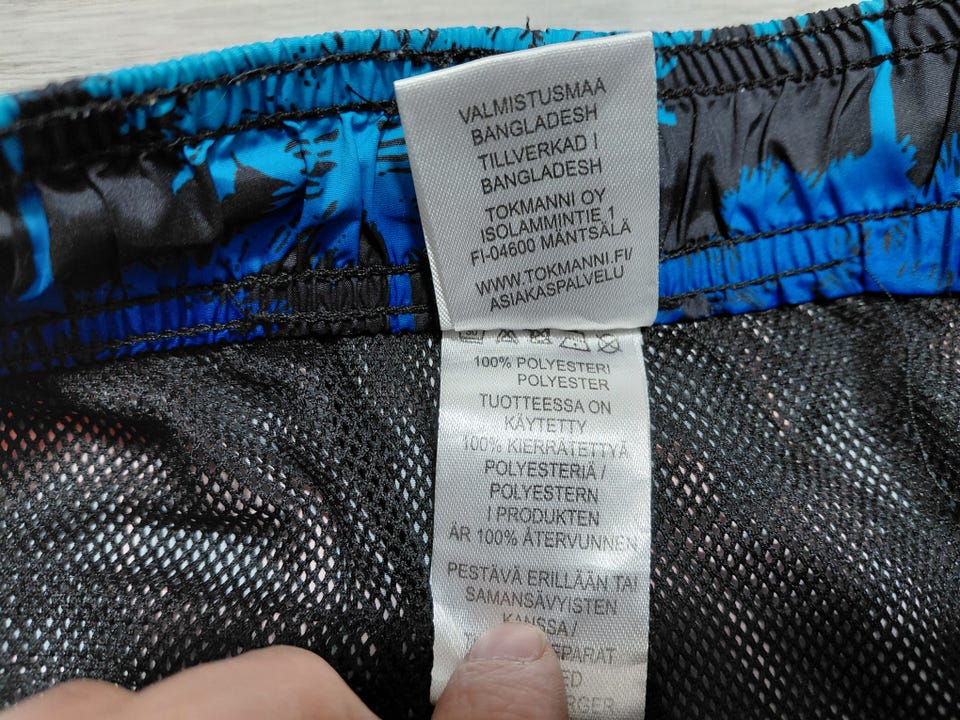 VALMISTUSMAA
BANGLADESH
TILLVERKAD I
BANGLADESH
TOKMANNI OY
ISOLAMMINTIE 1
FI-04600 MÄNTSÄLÄ
WWW.TOKMANNI.FI/
ASIAKASPALVELU
100% POLYESTERI
POLYESTER
TUOTTEESSA ON
KÄYTETTY
100% KIERRÄTETTYÄ
POLYESTERIÄ /
POLYESTERN
I PRODUKTEN
ÄR 100% ÅTERVUNNEN
PESTÄVÄ ERILLÄÄN TAI
SAMANSÄVYISTEN
KANSSA /